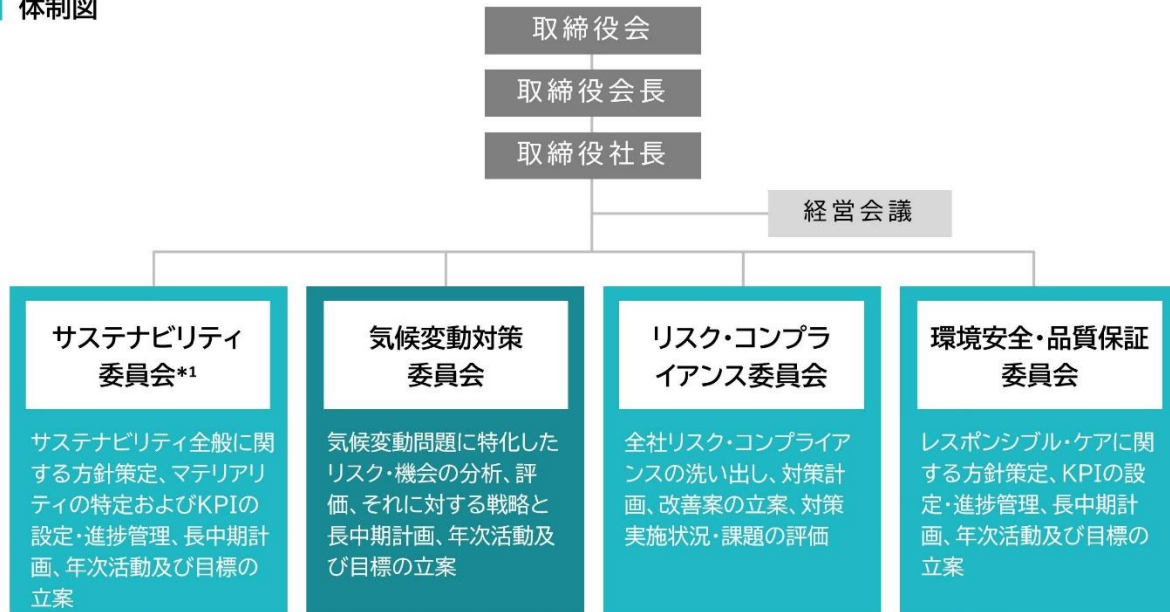 体制図
取締役会
取締役会長
取締役社長
経営会議
サステナビリティ
委員会*1
サステナビリティ全般に関
する方針策定、マテリアリ
ティの特定およびKPIの
設定・進捗管理、長中期計
画、年次活動及び目標の
立案
気候変動対策
委員会
気候変動問題に特化した
リスク・機会の分析、評
価、それに対する戦略と
長中期計画、年次活動及
び目標の立案
リスク・コンプラ
イアンス委員会
全社リスク・コンプライア
ンスの洗い出し、対策計
画、改善案の立案、対策
実施状況・課題の評価
環境安全・品質保証
委員会
レスポンシブル・ケアに関
する方針策定、KPIの設
定・進捗管理、長中期計
画、年次活動及び目標の
立案